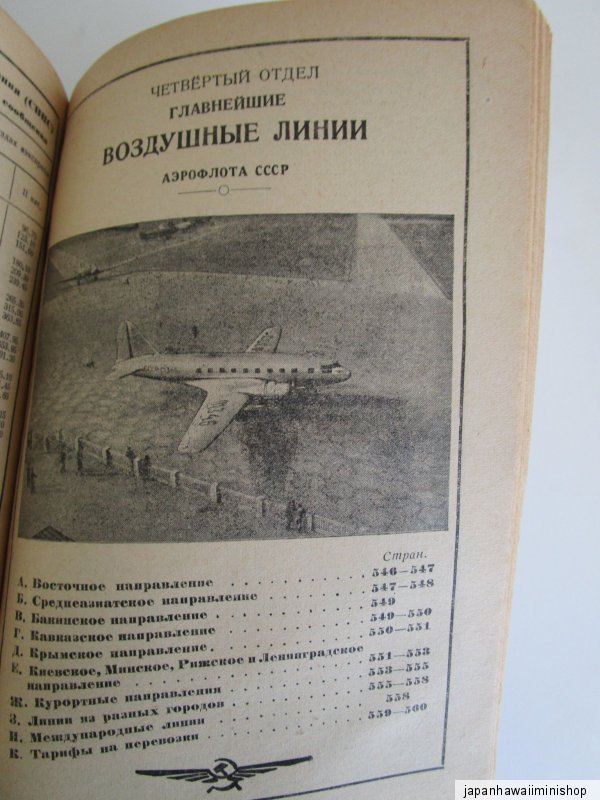 (СПВС)
сообщения
ЧЕТВЁРТЫЙ ОТДЕЛ
ГЛАВНЕЙШИЕ
ВОЗДУШНЫЕ ЛИНИИ
АЭРОФЛОТА СССР
Стран.
А. Восточное направление . . . . . . . . . . 546—547
Б. Среднеазиатское направление . . . . . . . . 547—548
В. Бакинское направление . . . . . . . . . . 549
Г. Кавказское направление . . . . . . . . . . 549—550
Д. Крымское направление . . . . . . . . . . 550—551
Е. Киевское, Минское, Рижское и Ленинградское
направление . . . . . . . . . . 551—553
Ж. Курортные направления . . . . . . . . . . 553—555
З. Линии из разных городов . . . . . . . . . . 555—558
И. Международные линии . . . . . . . . . . 558
К. Тарифы на перевозки . . . . . . . . . . 559—560
japanhawaiiminishop